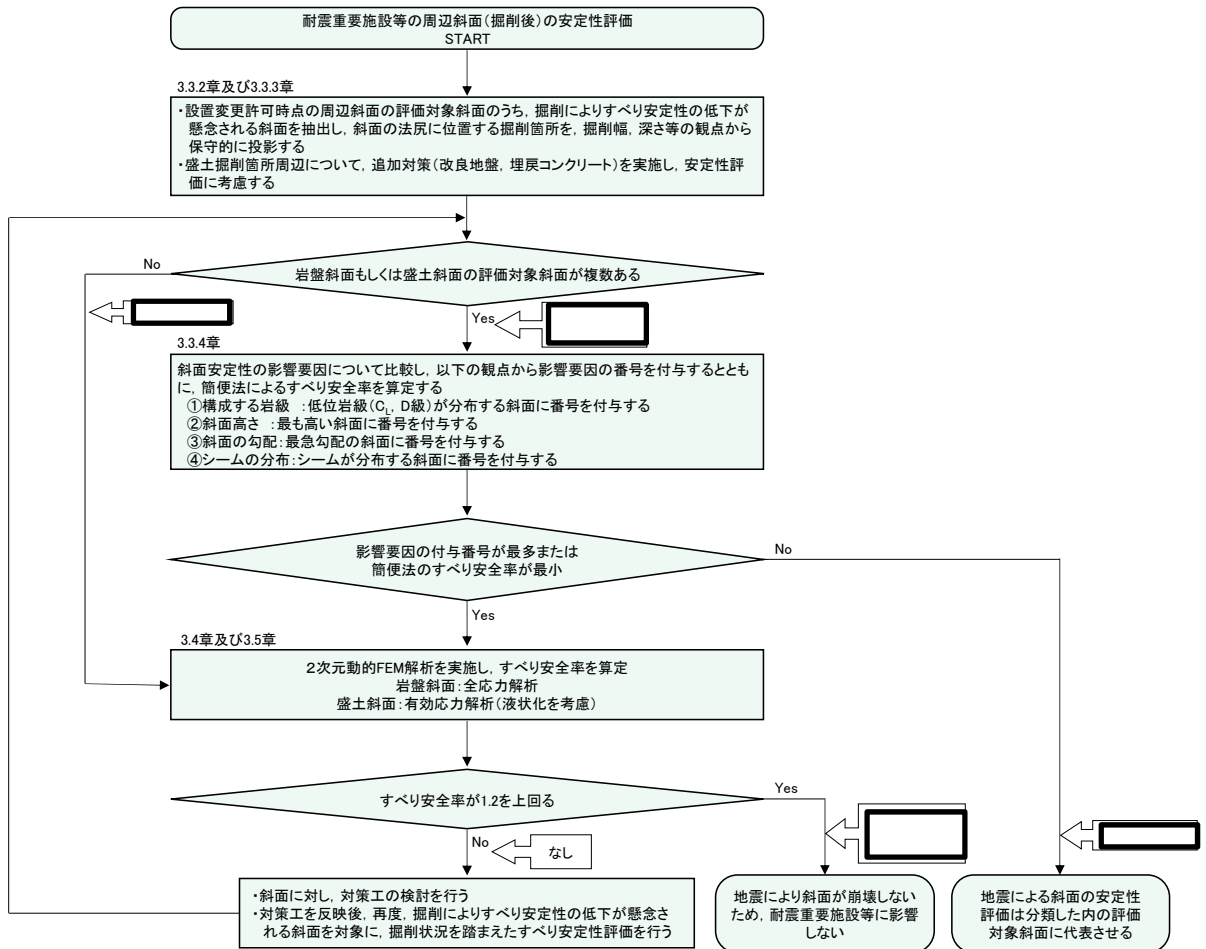 耐震重要施設等の周辺斜面（掘削後）の安定性評価
START
3.3.2章及び3.3.3章
・設置変更許可時点の周辺斜面の評価対象斜面のうち，掘削によりすべり安定性の低下が
懸念される斜面を抽出し，斜面の法尻に位置する掘削箇所を，掘削幅，深さ等の観点から
保守的に投影する
・盛土掘削箇所周辺について，追加対策（改良地盤，埋戻コンクリート）を実施し，安定性評
価に考慮する
岩盤斜面もしくは盛土斜面の評価対象斜面が複数ある
No
Yes
3.3.4章
斜面安定性の影響要因について比較し，以下の観点から影響要因の番号を付与するととも
に，簡便法によるすべり安全率を算定する
①構成する岩級　：低位岩級（CL，D級）が分布する斜面に番号を付与する
②斜面高さ　：最も高い斜面に番号を付与する
③斜面の勾配：最急勾配の斜面に番号を付与する
④シームの分布：シームが分布する斜面に番号を付与する
影響要因の付与番号が最多または
簡便法のすべり安全率が最小
No
Yes
3.4章及び3.5章
２次元動的FEM解析を実施し，すべり安全率を算定
岩盤斜面：全応力解析
盛土斜面：有効応力解析（液状化を考慮）
すべり安全率が1.2を上回る
Yes
No
なし
・斜面に対し，対策工の検討を行う
・対策工を反映後，再度，掘削によりすべり安定性の低下が懸念さ
れる斜面を対象に，掘削状況を踏まえたすべり安定性評価を行う
地震により斜面が崩壊しない
ため，耐震重要施設等に影響
しない
地震による斜面の安定性
評価は分類した内の評価
対象斜面に代表させる